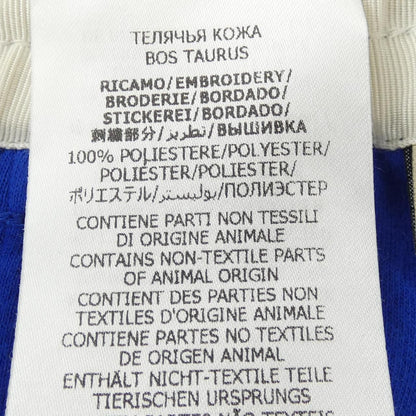 ТЕЛЯЧЬЯ КОЖА
BOS TAURUS
RICAMO/EMBROIDERY/
BRODERIE/BORDADO/
STICKEREI/BORDADO/
刺繍部分/تطريز/ВЫШИВКА
100% POLIESTERE/POLYESTER/
POLIÉSTER/POLYESTER/
ポリエステル/بوليستر/ПОЛИЭСТЕР
CONTIENE PARTI NON TESSILI
DI ORIGINE ANIMALE
CONTAINS NON-TEXTILE PARTS
OF ANIMAL ORIGIN
CONTIENT DES PARTIES NON
TEXTILES D'ORIGINE ANIMALE
CONTIENE PARTES NO TEXTILES
DE ORIGEN ANIMAL
ENTHÄLT NICHT-TEXTILE TEILE
TIERISCHEN URSPRUNGS
NÃO TEXTEIS